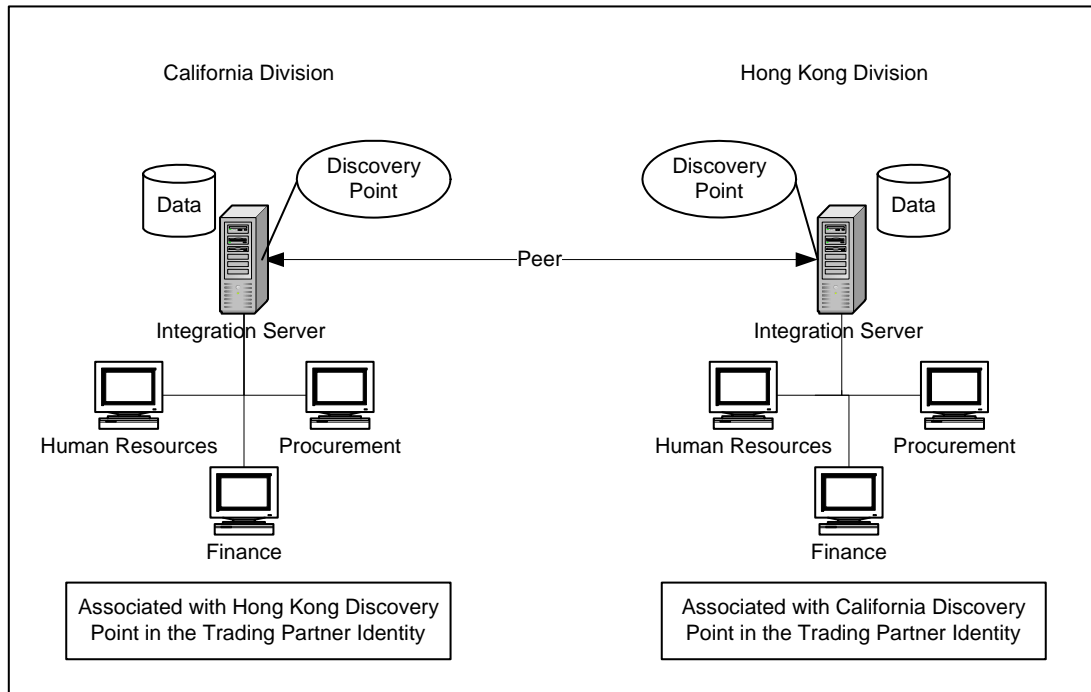 California Division
Hong Kong Division
Discovery
Point
Discovery
Point
Data
Data
Peer
Integration Server
Integration Server
Human Resources
Procurement
Human Resources
Procurement
Finance
Finance
Associated with Hong Kong Discovery
Point in the Trading Partner Identity
Associated with California Discovery
Point in the Trading Partner Identity